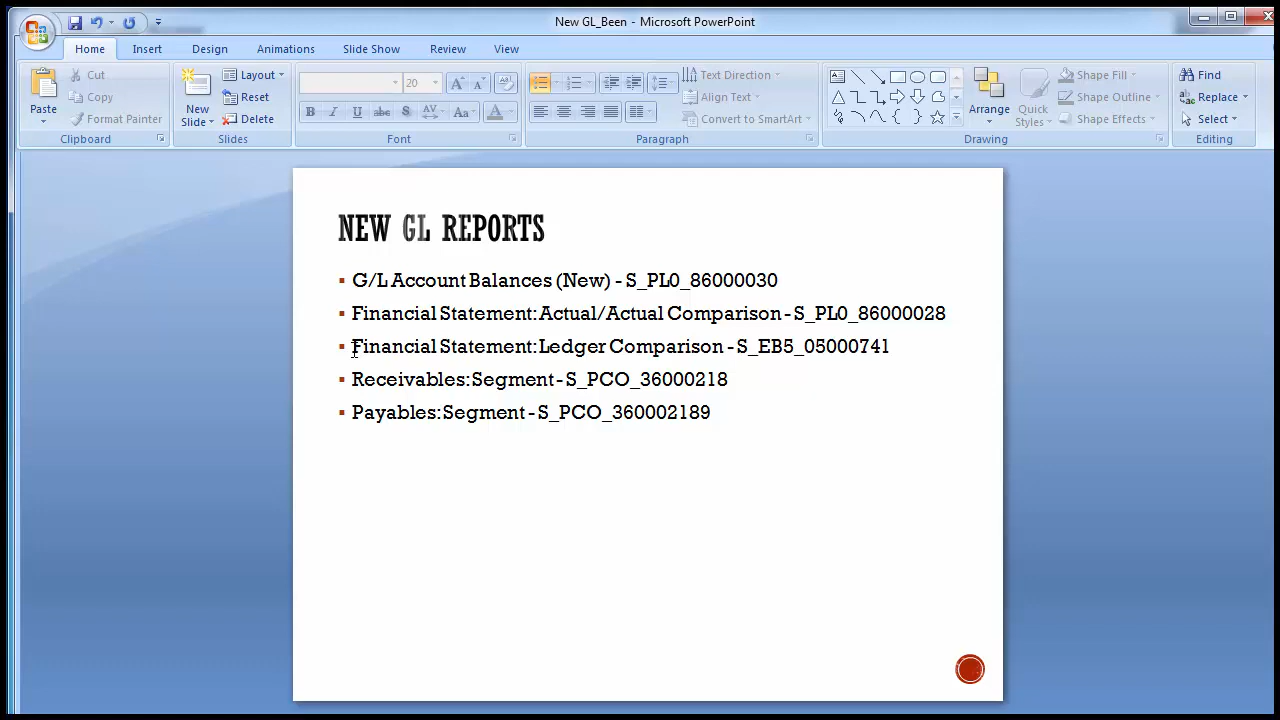 New GL_Been - Microsoft PowerPoint
Home Insert Design Animations Slide Show Review View
Paste
Cut
Copy
Format Painter
Clipboard
New Slide
Layout
Reset
Delete
Slides
20
B I U S AV Aa A
Font
Text Direction
Align Text
Convert to SmartArt
Paragraph
Arrange
Quick Styles
Shape Fill
Shape Outline
Shape Effects
Drawing
Find
Replace
Select
Editing
NEW GL REPORTS
▪ G/L Account Balances (New) - S_PL0_86000030
▪ Financial Statement:Actual/Actual Comparison - S_PL0_86000028
▪ Financial Statement:Ledger Comparison - S_EB5_05000741
▪ Receivables:Segment - S_PCO_36000218
▪ Payables:Segment - S_PCO_360002189